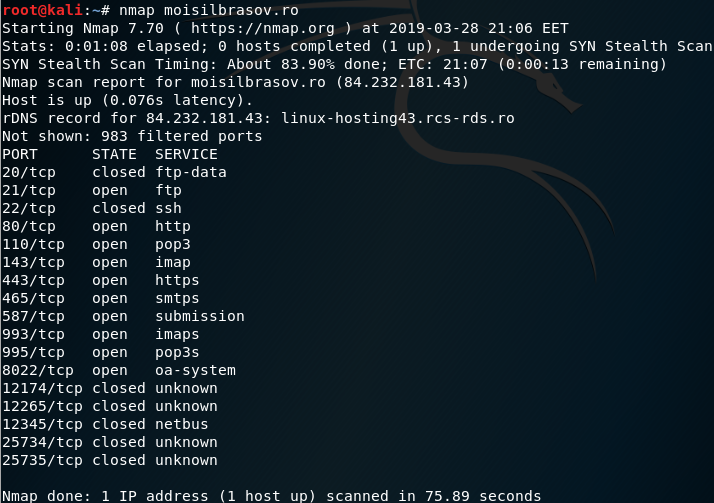 root@kali:~# nmap moisilbrasov.ro
Starting Nmap 7.70 ( https://nmap.org ) at 2019-03-28 21:06 EET
Stats: 0:01:08 elapsed; 0 hosts completed (1 up), 1 undergoing SYN Stealth Scan
SYN Stealth Scan Timing: About 83.90% done; ETC: 21:07 (0:00:13 remaining)
Nmap scan report for moisilbrasov.ro (84.232.181.43)
Host is up (0.076s latency).
rDNS record for 84.232.181.43: linux-hosting43.rcs-rds.ro
Not shown: 983 filtered ports
PORT      STATE  SERVICE
20/tcp    closed ftp-data
21/tcp    open   ftp
22/tcp    closed ssh
80/tcp    open   http
110/tcp   open   pop3
143/tcp   open   imap
443/tcp   open   https
465/tcp   open   smtps
587/tcp   open   submission
993/tcp   open   imaps
995/tcp   open   pop3s
8022/tcp  open   oa-system
12174/tcp closed unknown
12265/tcp closed unknown
12345/tcp closed netbus
25734/tcp closed unknown
25735/tcp closed unknown
Nmap done: 1 IP address (1 host up) scanned in 75.89 seconds